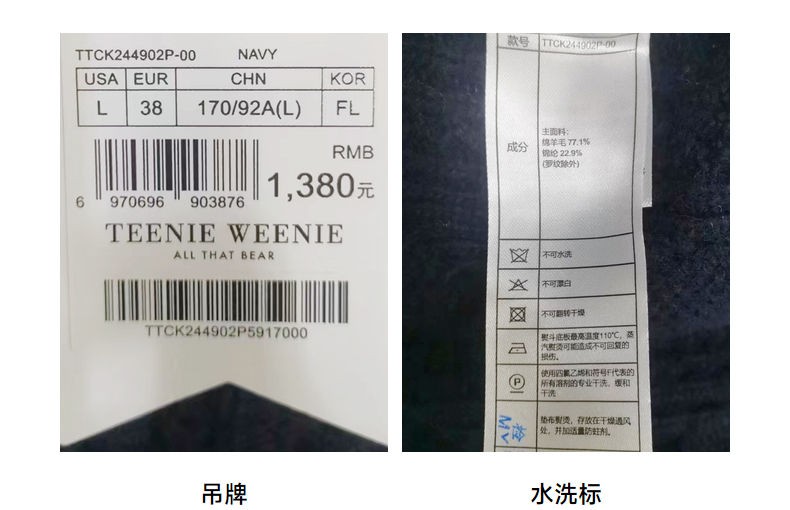 TTCK244902P-00 NAVY
USA EUR CHN KOR
L 38 170/92A(L) FL
RMB
1,380元
6 970696 903876
TEENIE WEENIE
ALL THAT BEAR
TTCK244902P5917000
款号 TTCK244902P-00
成分
主面料:
绵羊毛 77.1%
锦纶 22.9%
(罗纹除外)
不可水洗
不可漂白
不可翻转干燥
熨斗底板最高温度110℃，蒸
汽熨烫可能造成不可回复的
损伤。
P
使用四氯乙烯和符号F代表的
所有溶剂的专业干洗，缓和
干洗
垫布熨烫，存放在干燥通风
处，并加适量防蛀剂。
吊牌
水洗标